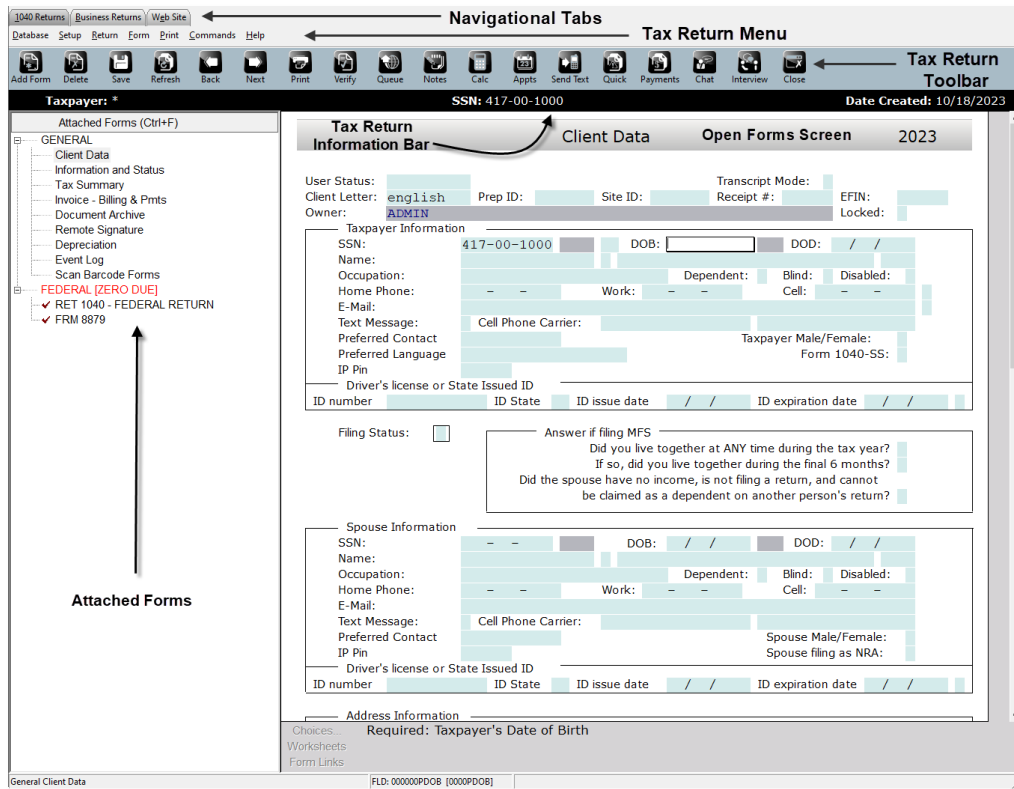 1040 Returns Business Returns Web Site Navigational Tabs
Database Setup Return Form Print Commands Help Tax Return Menu
Add Form Delete Save Refresh Back Next Print Verify Queue Notes Calc Appts Send Text Quick Payments Chat Interview Close Tax Return Toolbar
Taxpayer: * SSN: 417-00-1000 Date Created: 10/18/2023
Attached Forms (Ctrl+F)
GENERAL
Client Data
Information and Status
Tax Summary
Invoice - Billing & Pmts
Document Archive
Remote Signature
Depreciation
Event Log
Scan Barcode Forms
FEDERAL [ZERO DUE]
RET 1040 - FEDERAL RETURN
FRM 8879
Attached Forms
Tax Return
Information Bar Client Data Open Forms Screen 2023
User Status: Transcript Mode:
Client Letter: english Prep ID: Site ID: Receipt #: EFIN:
Owner: ADMIN Locked:
Taxpayer Information
SSN: 417-00-1000 DOB: DOD: / /
Name:
Occupation: Dependent: Blind: Disabled:
Home Phone: – – Work: – – Cell: – –
E-Mail:
Text Message: Cell Phone Carrier:
Preferred Contact Taxpayer Male/Female:
Preferred Language Form 1040-SS:
IP Pin
Driver's license or State Issued ID
ID number ID State ID issue date / / ID expiration date / /
Filing Status: Answer if filing MFS
Did you live together at ANY time during the tax year?
If so, did you live together during the final 6 months?
Did the spouse have no income, is not filing a return, and cannot
be claimed as a dependent on another person's return?
Spouse Information
SSN: – – DOB: / / DOD: / /
Name:
Occupation: Dependent: Blind: Disabled:
Home Phone: – – Work: – – Cell: – –
E-Mail:
Text Message: Cell Phone Carrier:
Preferred Contact Spouse Male/Female:
IP Pin Spouse filing as NRA:
Driver's license or State Issued ID
ID number ID State ID issue date / / ID expiration date / /
Address Information
Choices... Required: Taxpayer's Date of Birth
Worksheets
Form Links
General Client Data FLD: 000000PDOB [0000PDOB]